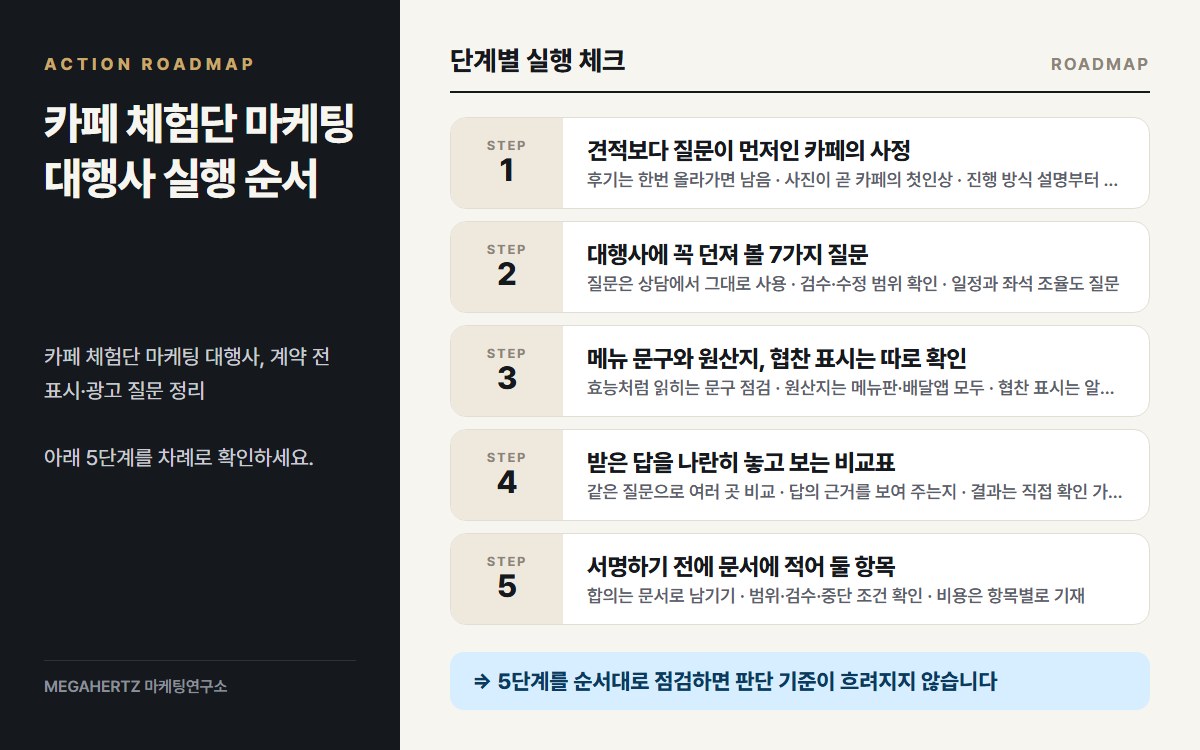 ACTION ROADMAP
카페 체험단 마케팅
대행사 실행 순서
카페 체험단 마케팅 대행사, 계약 전
표시·광고 질문 정리
아래 5단계를 차례로 확인하세요.
MEGAHERTZ 마케팅연구소
단계별 실행 체크
ROADMAP
STEP
1
견적보다 질문이 먼저인 카페의 사정
후기는 한번 올라가면 남음 · 사진이 곧 카페의 첫인상 · 진행 방식 설명부터 ...
STEP
2
대행사에 꼭 던져 볼 7가지 질문
질문은 상담에서 그대로 사용 · 검수·수정 범위 확인 · 일정과 좌석 조율도 질문
STEP
3
메뉴 문구와 원산지, 협찬 표시는 따로 확인
효능처럼 읽히는 문구 점검 · 원산지는 메뉴판·배달앱 모두 · 협찬 표시는 알...
STEP
4
받은 답을 나란히 놓고 보는 비교표
같은 질문으로 여러 곳 비교 · 답의 근거를 보여 주는지 · 결과는 직접 확인 가...
STEP
5
서명하기 전에 문서에 적어 둘 항목
합의는 문서로 남기기 · 범위·검수·중단 조건 확인 · 비용은 항목별로 기재
⇒ 5단계를 순서대로 점검하면 판단 기준이 흐려지지 않습니다